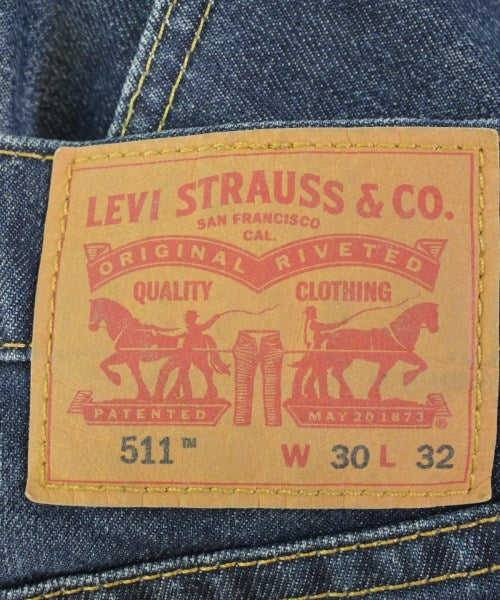 LEVI STRAUSS & CO.
SAN FRANCISCO
CAL.
ORIGINAL RIVETED
QUALITY CLOTHING
PATENTED MAY 20 1873 ®
511™ W 30 L 32